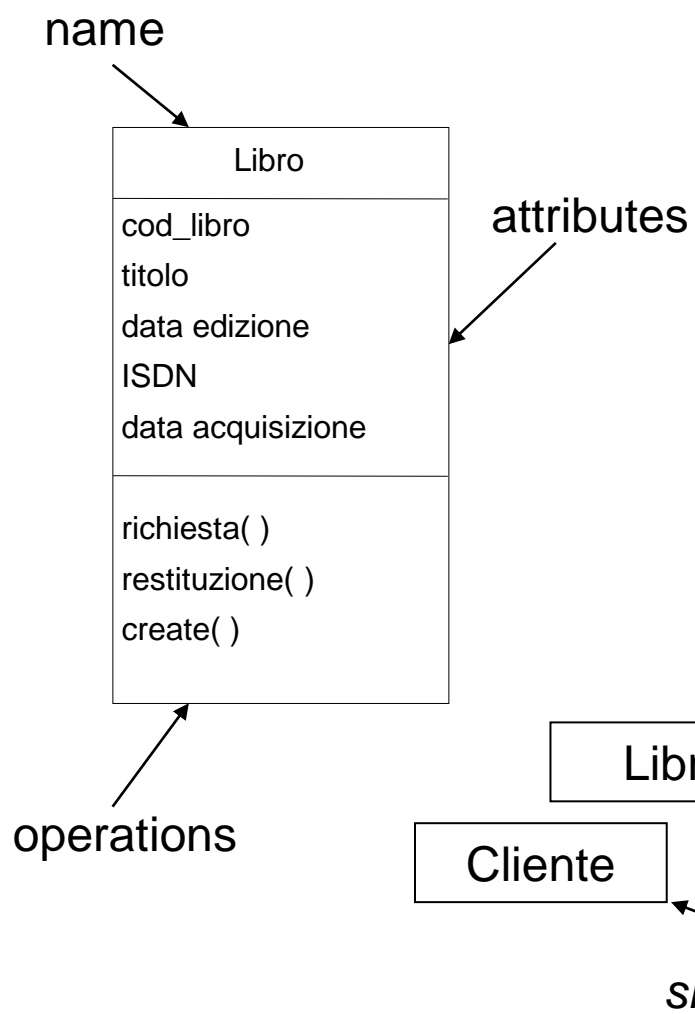 name
Libro
attributes
cod_libro
titolo
data edizione
ISDN
data acquisizione
richiesta( )
restituzione( )
create( )
operations
Cliente